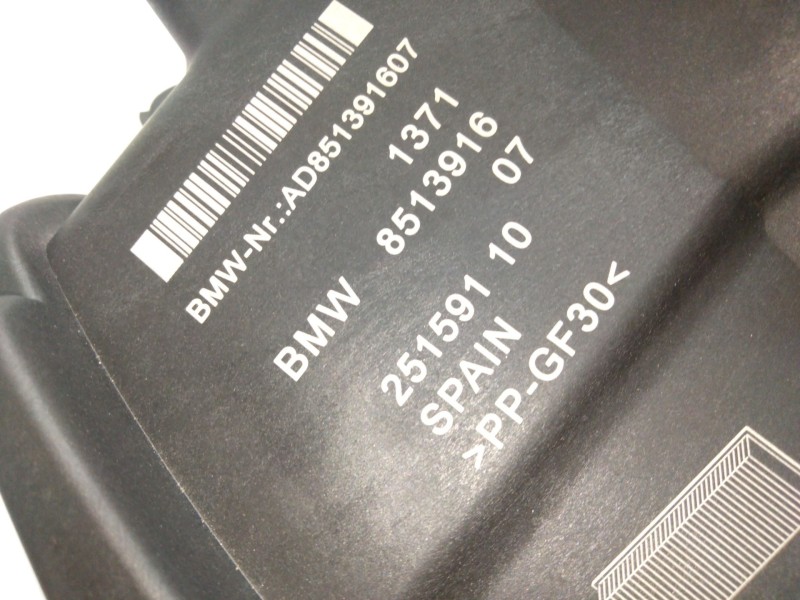 BMW-Nr.:AD851391607
1371
BMW 8513916
07
251591 10
SPAIN
>PP-GF30<